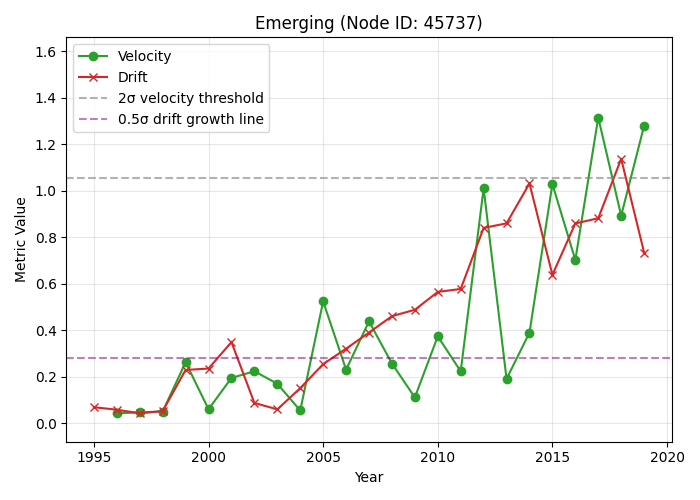 Emerging (Node ID: 45737)
Velocity
Drift
2σ velocity threshold
0.5σ drift growth line
Metric Value
1.6
1.4
1.2
1.0
0.8
0.6
0.4
0.2
0.0
1995
2000
2005
2010
2015
2020
Year